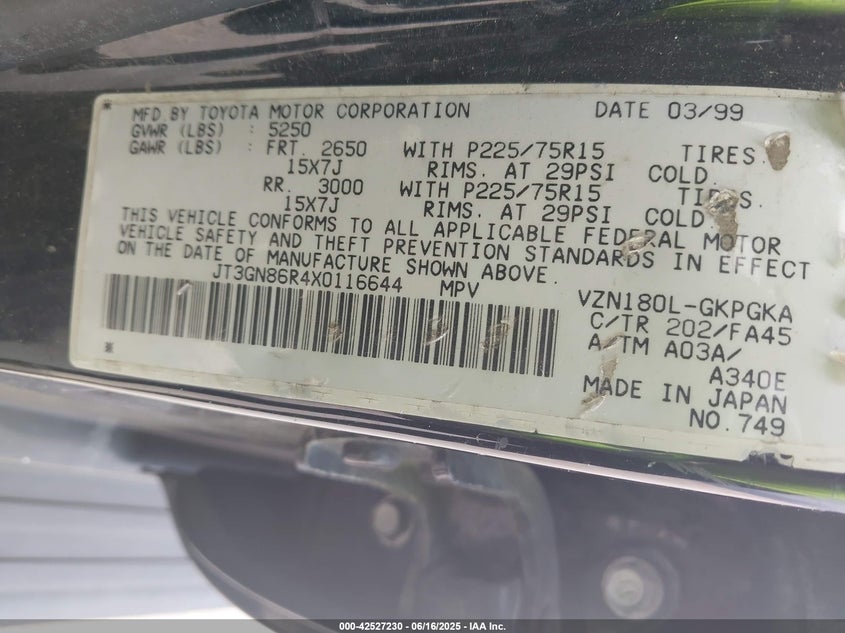 MFD.BY TOYOTA MOTOR CORPORATION DATE 03/99
GVWR (LBS) : 5250
GAWR (LBS) : FRT. 2650 WITH P225/75R15 TIRES
15X7J RIMS. AT 29PSI COLD
RR. 3000 WITH P225/75R15 TIRES.
15X7J RIMS. AT 29PSI COLD
THIS VEHICLE CONFORMS TO ALL APPLICABLE FEDERAL MOTOR
VEHICLE SAFETY AND THEFT PREVENTION STANDARDS IN EFFECT
ON THE DATE OF MANUFACTURE SHOWN ABOVE.
JT3GN86R4X0116644 MPV
VZN180L-GKPGKA
C/TR 202/FA45
A/TM A03A/
A340E
MADE IN JAPAN
NO.749
000-42527230 - 06/16/2025 - IAA Inc.